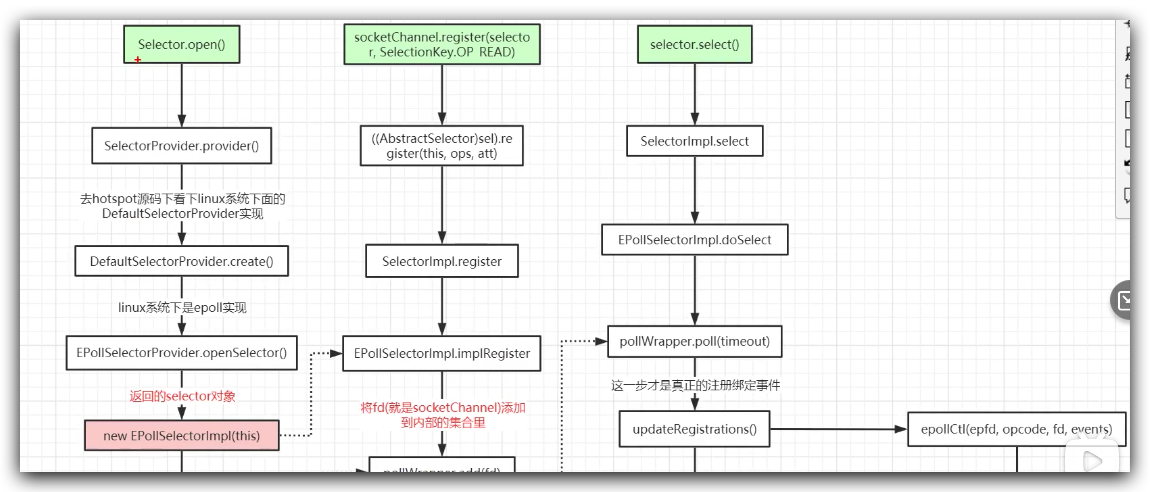 Selector.open()
SelectorProvider.provider()
去hotspot源码下看下linux系统下面的
DefaultSelectorProvider实现
DefaultSelectorProvider.create()
linux系统下是epoll实现
EPollSelectorProvider.openSelector()
返回的selector对象
new EPollSelectorImpl(this)
socketChannel.register(selecto
r, SelectionKey.OP_READ)
((AbstractSelector)sel).re
gister(this, ops, att)
SelectorImpl.register
EPollSelectorImpl.implRegister
将fd(就是socketChannel)添加
到内部的集合里
pollWrapper.add(fd)
selector.select()
SelectorImpl.select
EPollSelectorImpl.doSelect
pollWrapper.poll(timeout)
这一步才是真正的注册绑定事件
updateRegistrations()
epollCtl(epfd, opcode, fd, events)